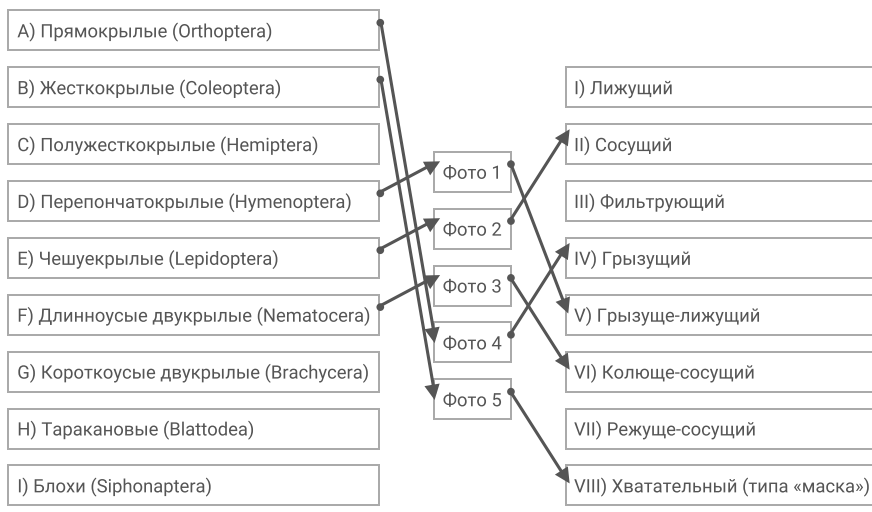 A) Прямокрылые (Orthoptera)
B) Жесткокрылые (Coleoptera)
C) Полужесткокрылые (Hemiptera)
D) Перепончатокрылые (Hymenoptera)
E) Чешуекрылые (Lepidoptera)
F) Длинноусые двукрылые (Nematocera)
G) Короткоусые двукрылые (Brachycera)
H) Таракановые (Blattodea)
I) Блохи (Siphonaptera)
Фото 1
Фото 2
Фото 3
Фото 4
Фото 5
I) Лижущий
II) Сосущий
III) Фильтрующий
IV) Грызущий
V) Грызуще-лижущий
VI) Колюще-сосущий
VII) Режуще-сосущий
VIII) Хватательный (типа «маска»)